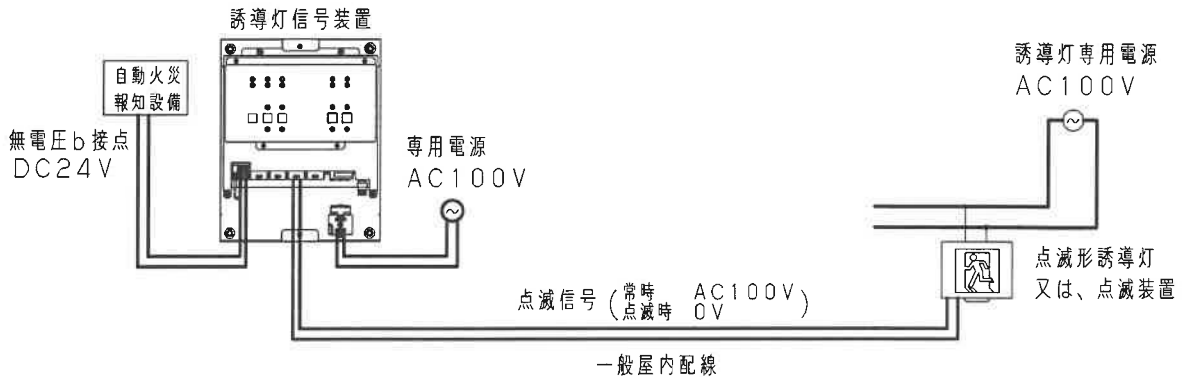 誘導灯信号装置
自動火災
報知設備
無電圧b接点
DC24V
専用電源
AC100V
誘導灯専用電源
AC100V
点滅形誘導灯
又は、点滅装置
点滅信号(常時 AC100V
点滅時 0V)
一般屋内配線